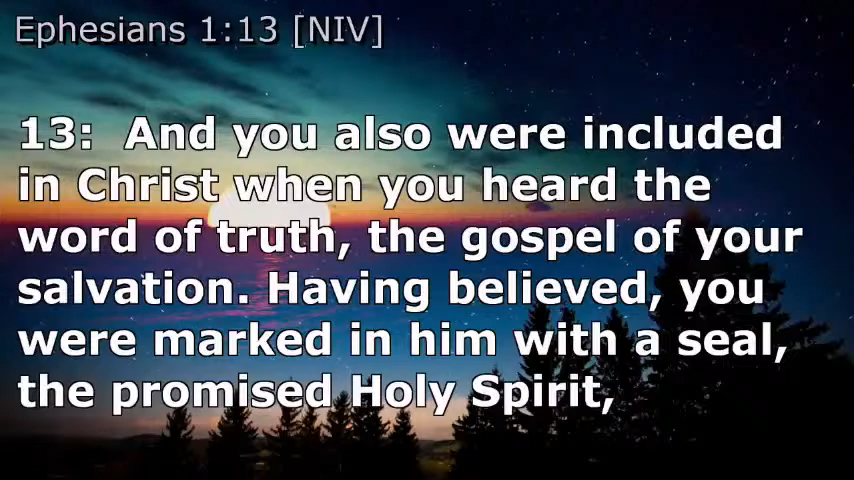 Ephesians 1:13 [NIV]
13: And you also were included
in Christ when you heard the
word of truth, the gospel of your
salvation. Having believed, you
were marked in him with a seal,
the promised Holy Spirit,